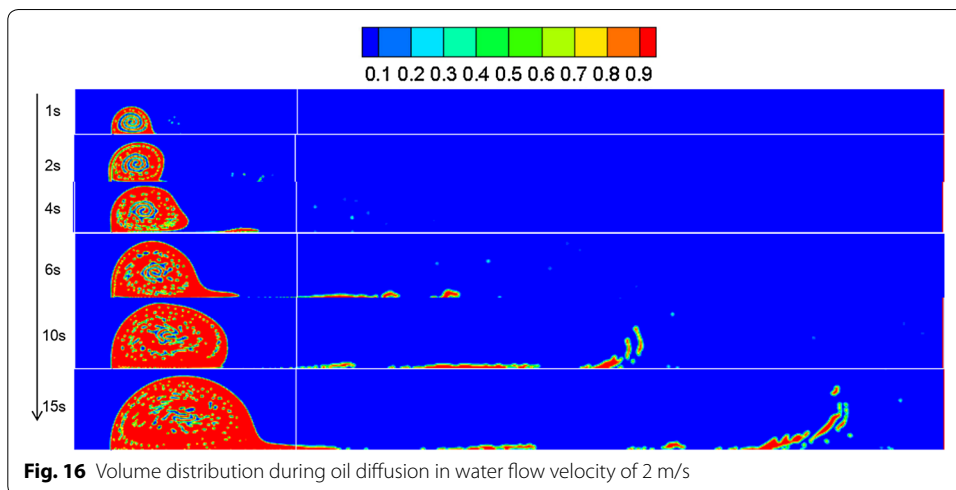 0.1 0.2 0.3 0.4 0.5 0.6 0.7 0.8 0.9
1s
2s
4s
6s
10s
15s
Fig. 16 Volume distribution during oil diffusion in water flow velocity of 2 m/s